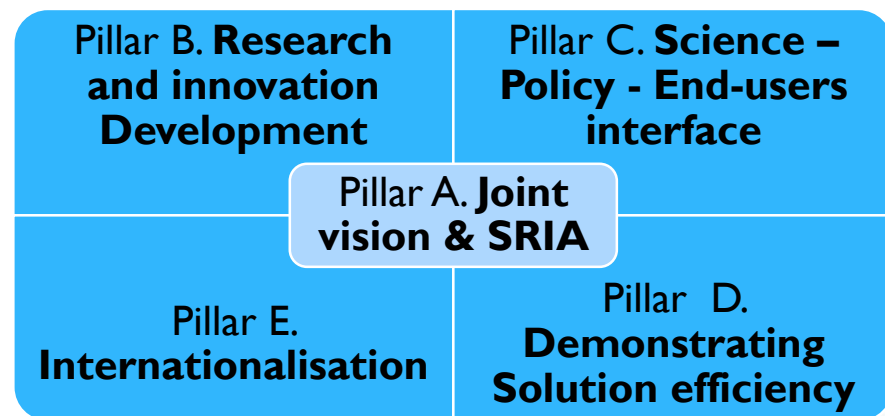 Pillar B. Research
and innovation
Development
Pillar C. Science –
Policy - End-users
interface
Pillar A. Joint
vision & SRIA
Pillar E.
Internationalisation
Pillar D.
Demonstrating
Solution efficiency